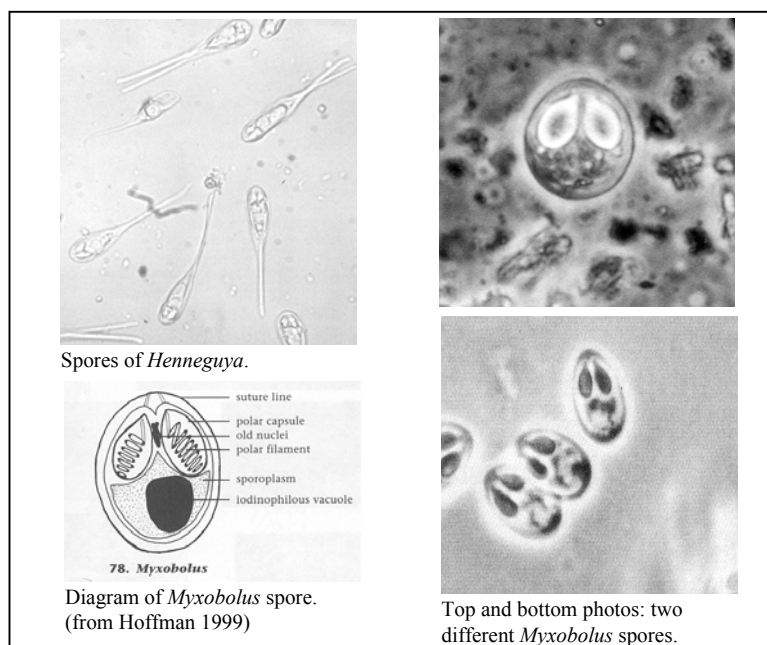 Spores of Henneguya.
suture line
polar capsule
old nuclei
polar filament
sporoplasm
iodinophilous vacuole
78. Myxobolus
Diagram of Myxobolus spore.
(from Hoffman 1999)
Top and bottom photos: two
different Myxobolus spores.